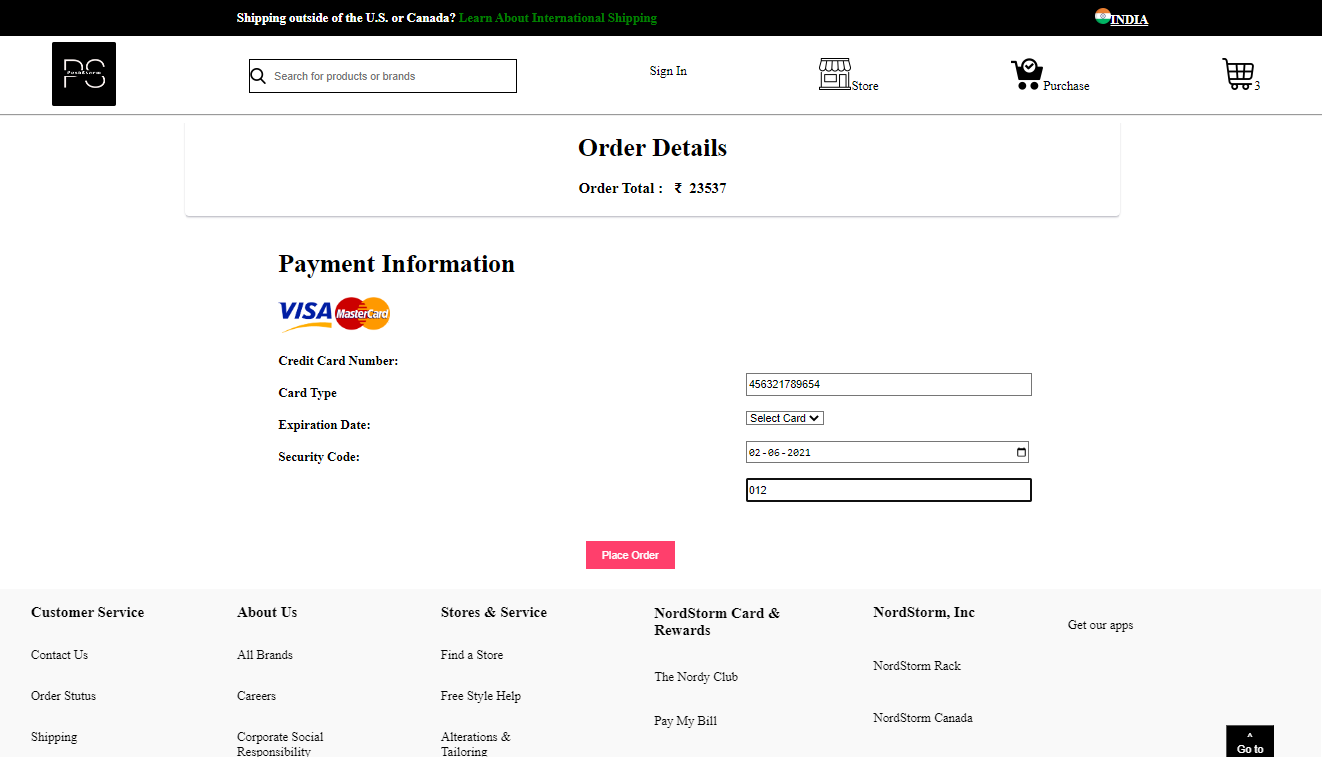 Shipping outside of the U.S. or Canada? Learn About International Shipping
INDIA
PS
PoshStorm
Search for products or brands
Sign In
Store
Purchase
3
Order Details
Order Total : ₹ 23537
Payment Information
VISA MasterCard
Credit Card Number:
456321789654
Card Type
Select Card
Expiration Date:
02-06-2021
Security Code:
012
Place Order
Customer Service
Contact Us
Order Stutus
Shipping
About Us
All Brands
Careers
Corporate Social
Responsibility
Stores & Service
Find a Store
Free Style Help
Alterations &
Tailoring
NordStorm Card &
Rewards
The Nordy Club
Pay My Bill
NordStorm, Inc
NordStorm Rack
NordStorm Canada
Get our apps
^
Go to